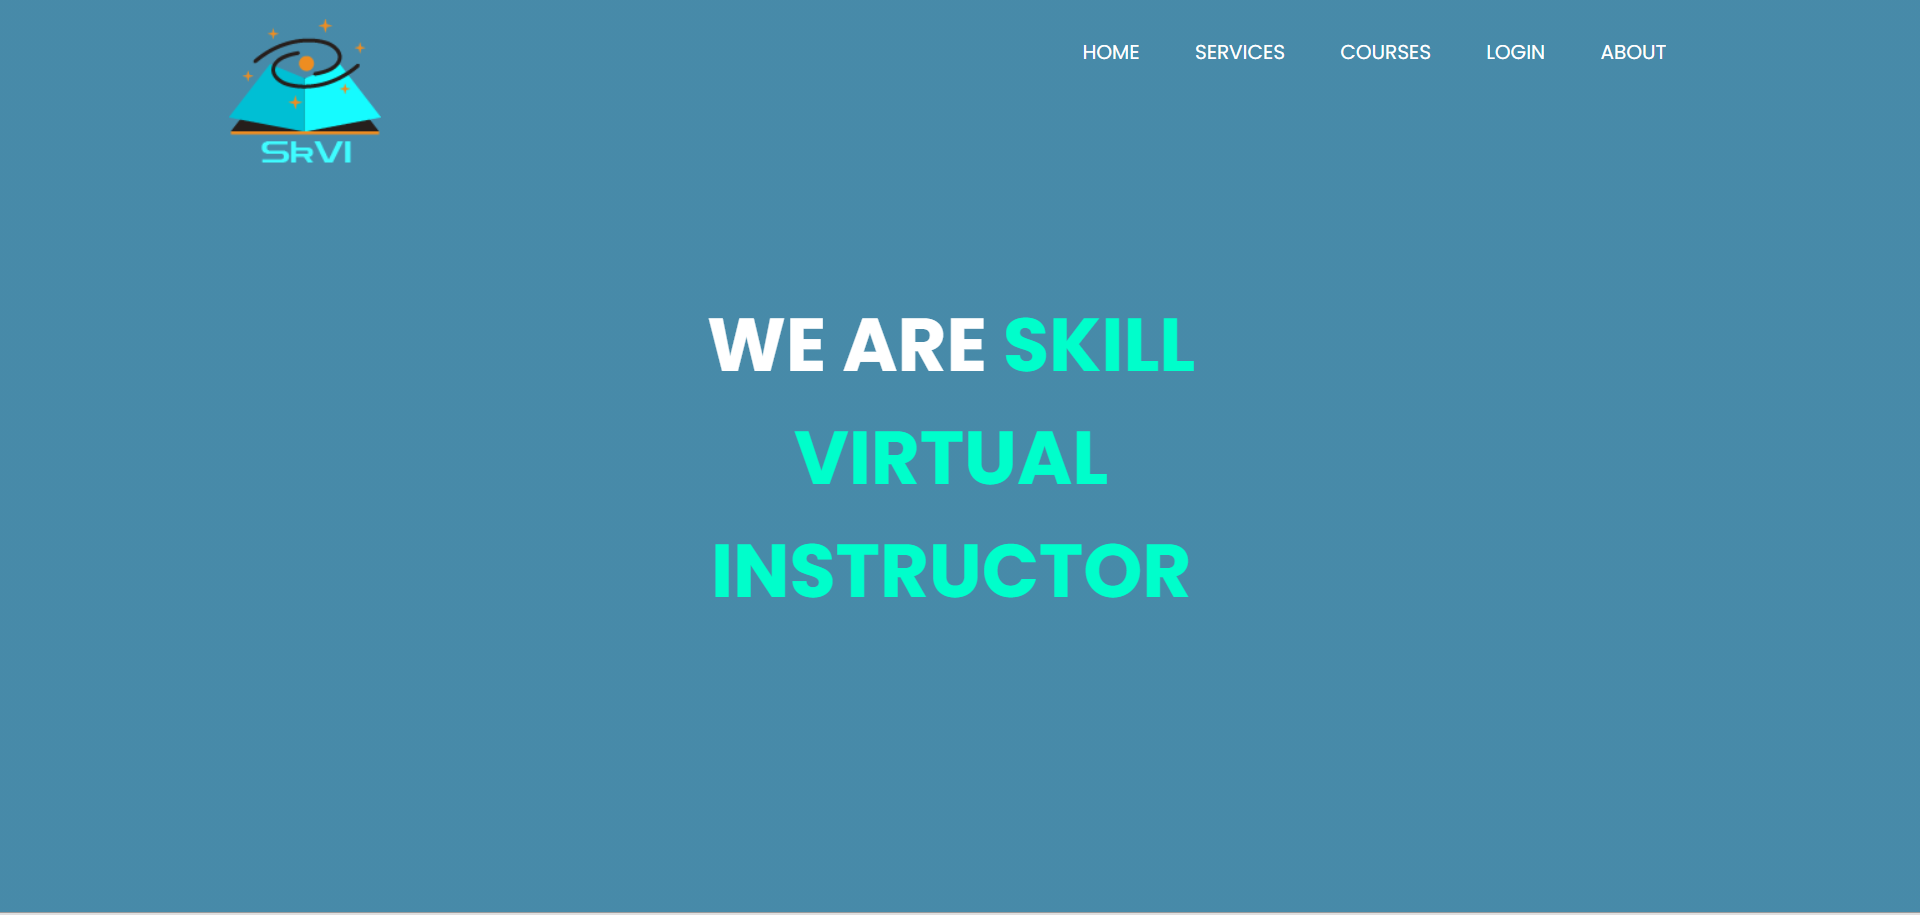 SkVI
HOME SERVICES COURSES LOGIN ABOUT
WE ARE SKILL
VIRTUAL
INSTRUCTOR